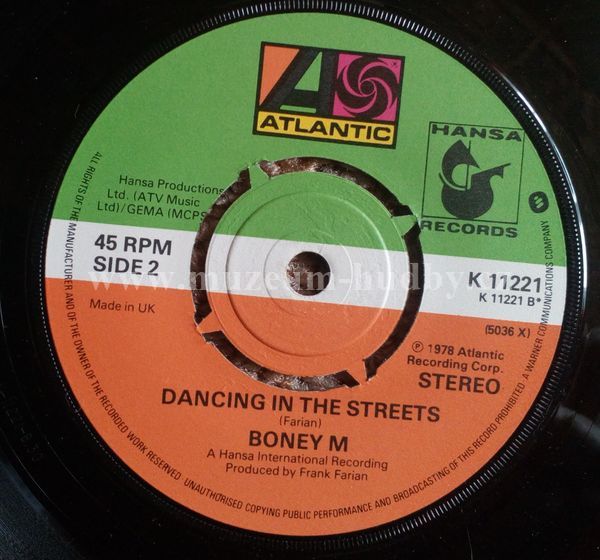 ATLANTIC
HANSA
RECORDS
Hansa Productions
Ltd. (ATV Music
Ltd)/GEMA (MCPS
45 RPM
SIDE 2
Made in UK
K 11221
K 11221 B*
(5036 X)
℗ 1978 Atlantic
Recording Corp.
STEREO
DANCING IN THE STREETS
(Farian)
BONEY M
A Hansa International Recording
Produced by Frank Farian
ALL RIGHTS OF THE MANUFACTURER AND OF THE OWNER OF THE RECORDED WORK RESERVED. UNAUTHORISED COPYING PUBLIC PERFORMANCE AND BROADCASTING OF THIS RECORD PROHIBITED. A WARNER COMMUNICATIONS COMPANY